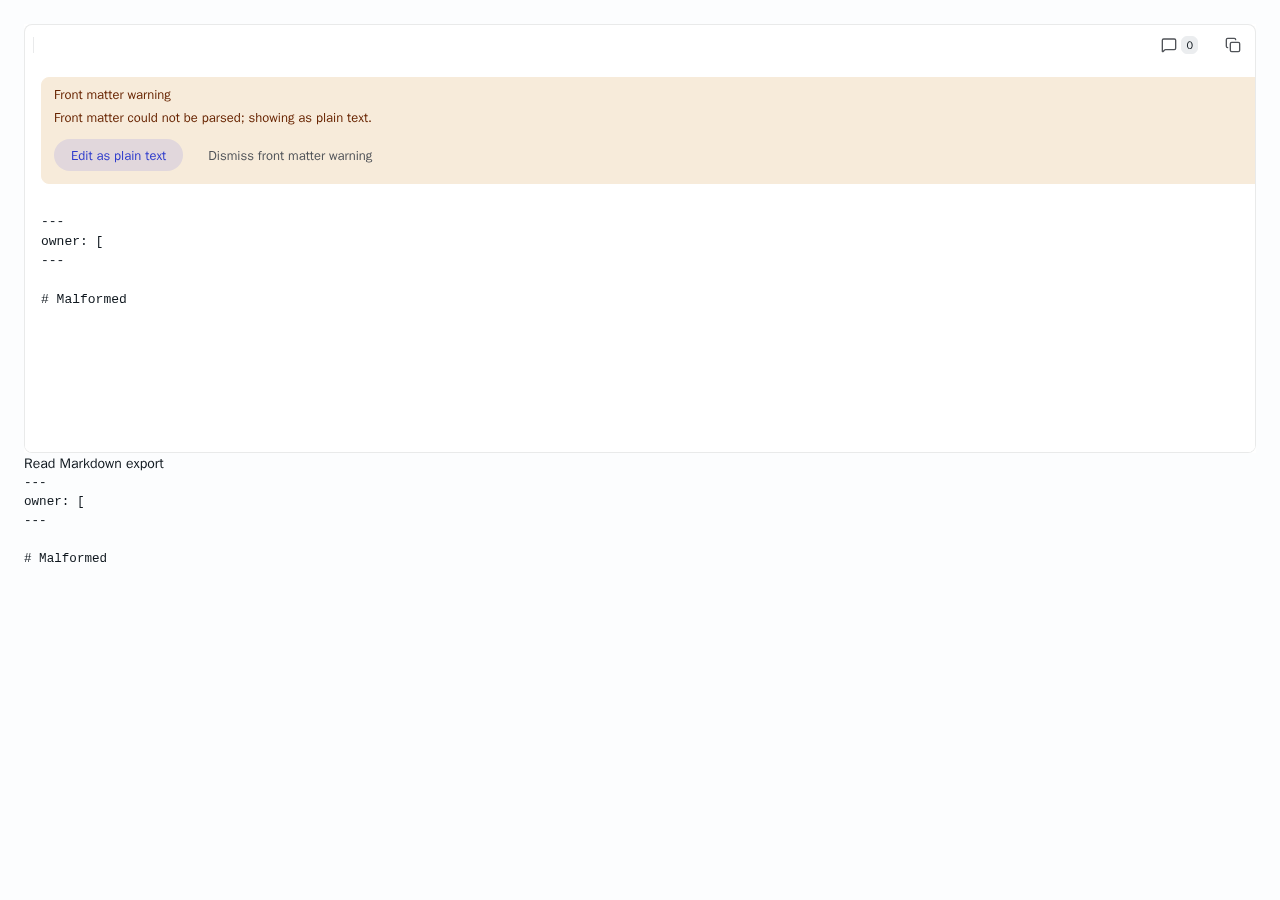 0
Front matter warning
Front matter could not be parsed; showing as plain text.
Edit as plain text Dismiss front matter warning
---
owner: [
---
# Malformed
Read Markdown export
---
owner: [
---
# Malformed